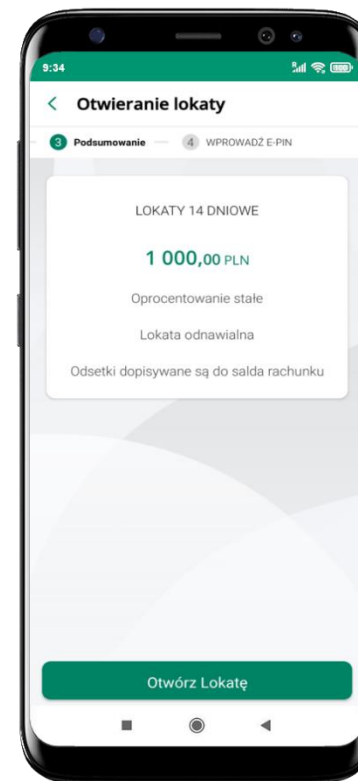 9:34
Otwieranie lokaty
3 Podsumowanie 4 WPROWADŹ E-PIN
LOKATY 14 DNIOWE
1 000,00 PLN
Oprocentowanie stałe
Lokata odnawialna
Odsetki dopisywane są do salda rachunku
Otwórz Lokatę